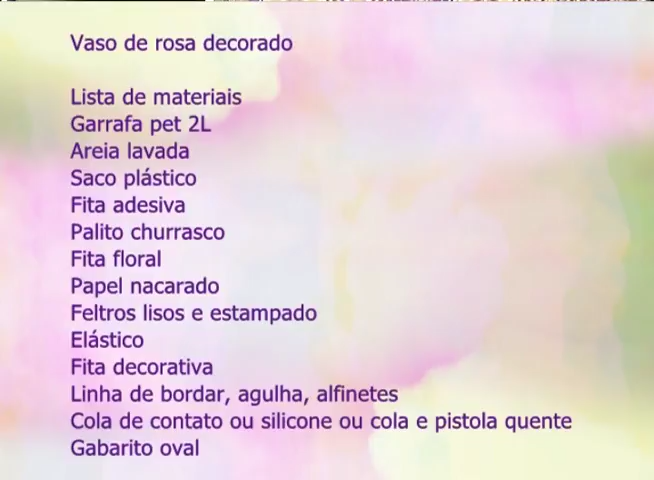 Vaso de rosa decorado
Lista de materiais
Garrafa pet 2L
Areia lavada
Saco plástico
Fita adesiva
Palito churrasco
Fita floral
Papel nacarado
Feltros lisos e estampado
Elástico
Fita decorativa
Linha de bordar, agulha, alfinetes
Cola de contato ou silicone ou cola e pistola quente
Gabarito oval